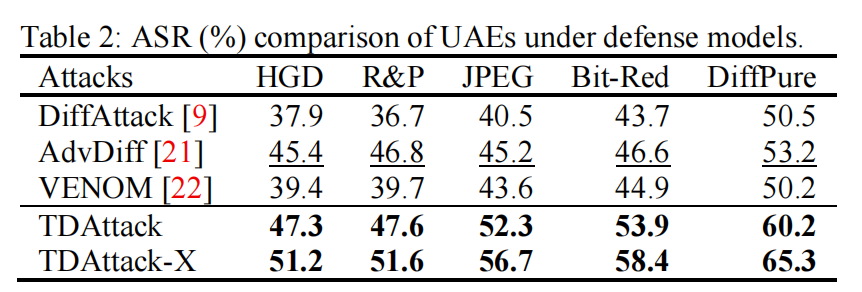 Table 2: ASR (%) comparison of UAEs under defense models.
Attacks HGD R&P JPEG Bit-Red DiffPure
DiffAttack [9] 37.9 36.7 40.5 43.7 50.5
AdvDiff [21] 45.4 46.8 45.2 46.6 53.2
VENOM [22] 39.4 39.7 43.6 44.9 50.2
TDAttack 47.3 47.6 52.3 53.9 60.2
TDAttack-X 51.2 51.6 56.7 58.4 65.3